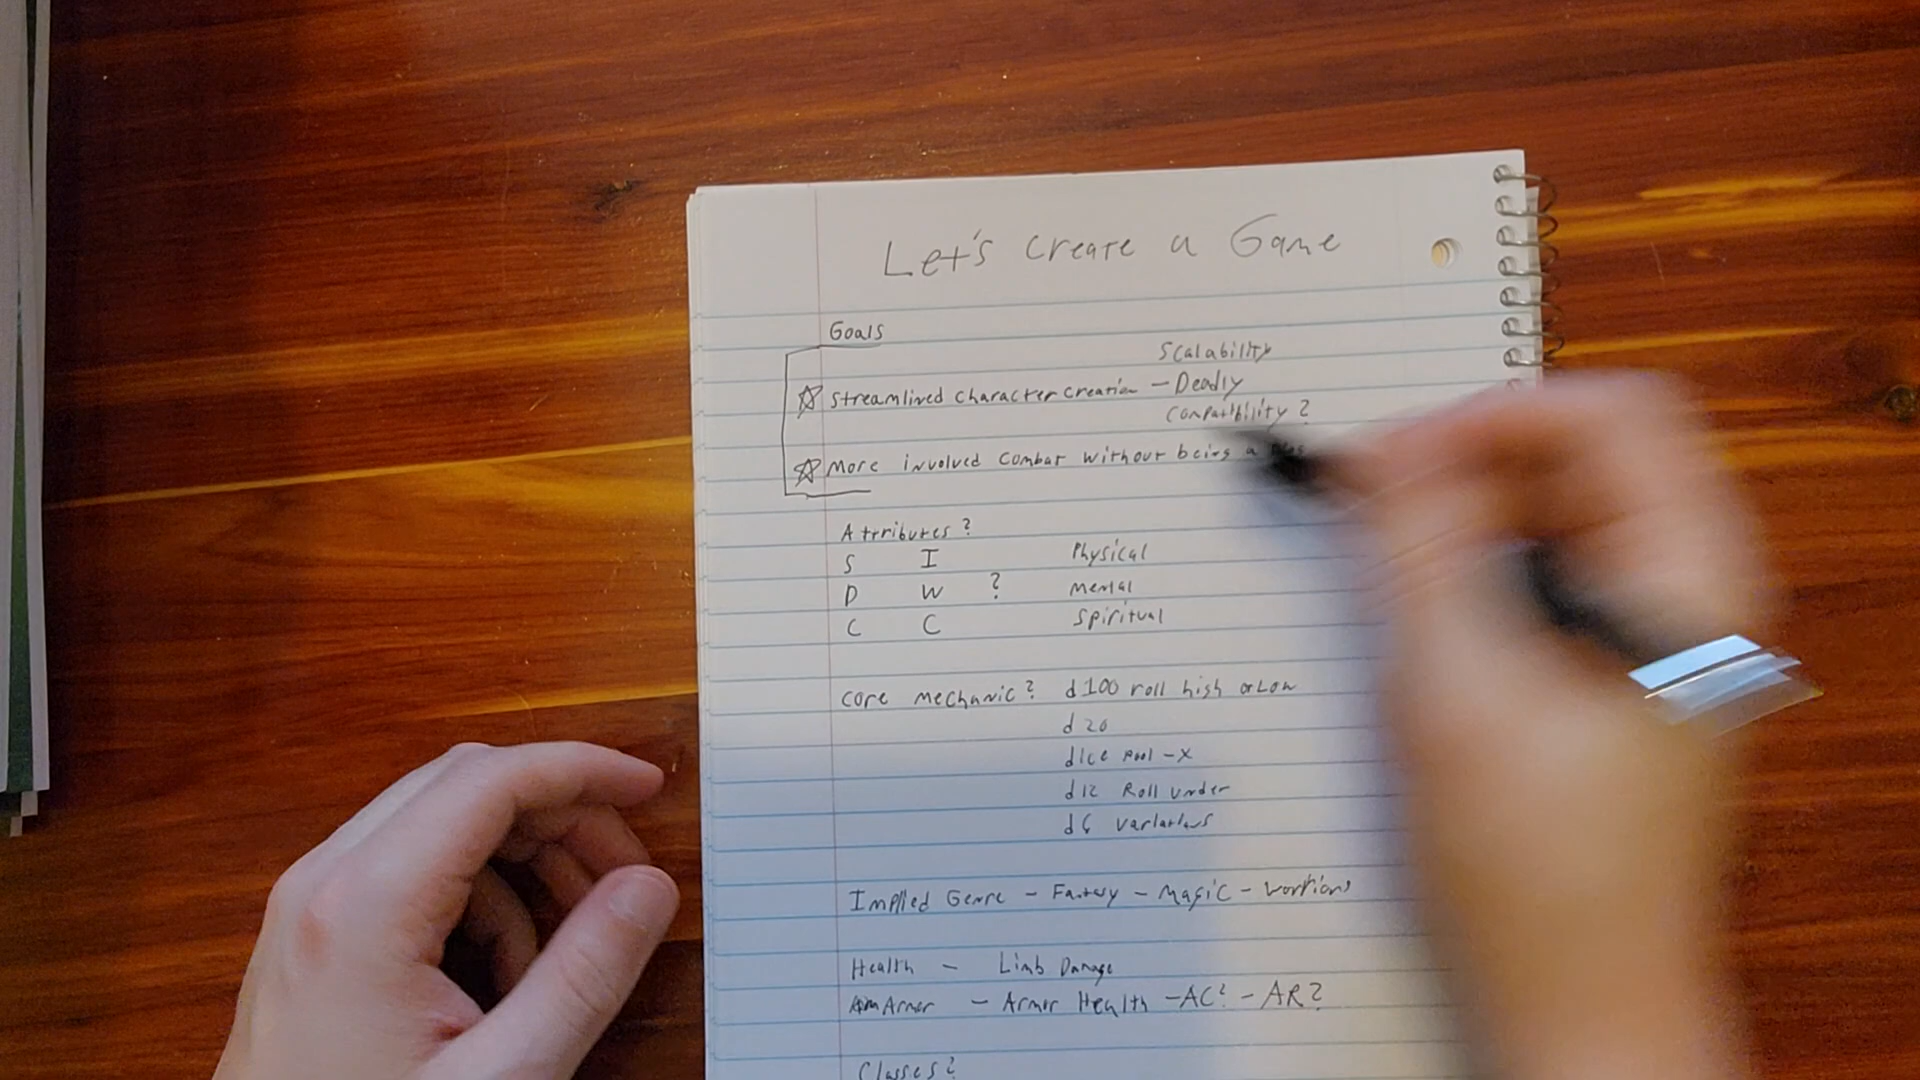 Let's Create a Game
Goals
Scalability
Streamlined Character Creation - Deadly
Compatibility?
More involved Combat without being a
Attributes?
S I Physical
D W ? Mental
C C Spiritual
Core Mechanic? d100 roll high or Low
d20
dice Pool - X
d12 Roll Under
d6 variations
Implied Genre - Fantasy - Magic -
Health - Limb Damage
Armor - Armor Health - AC? - AR?
Classes?